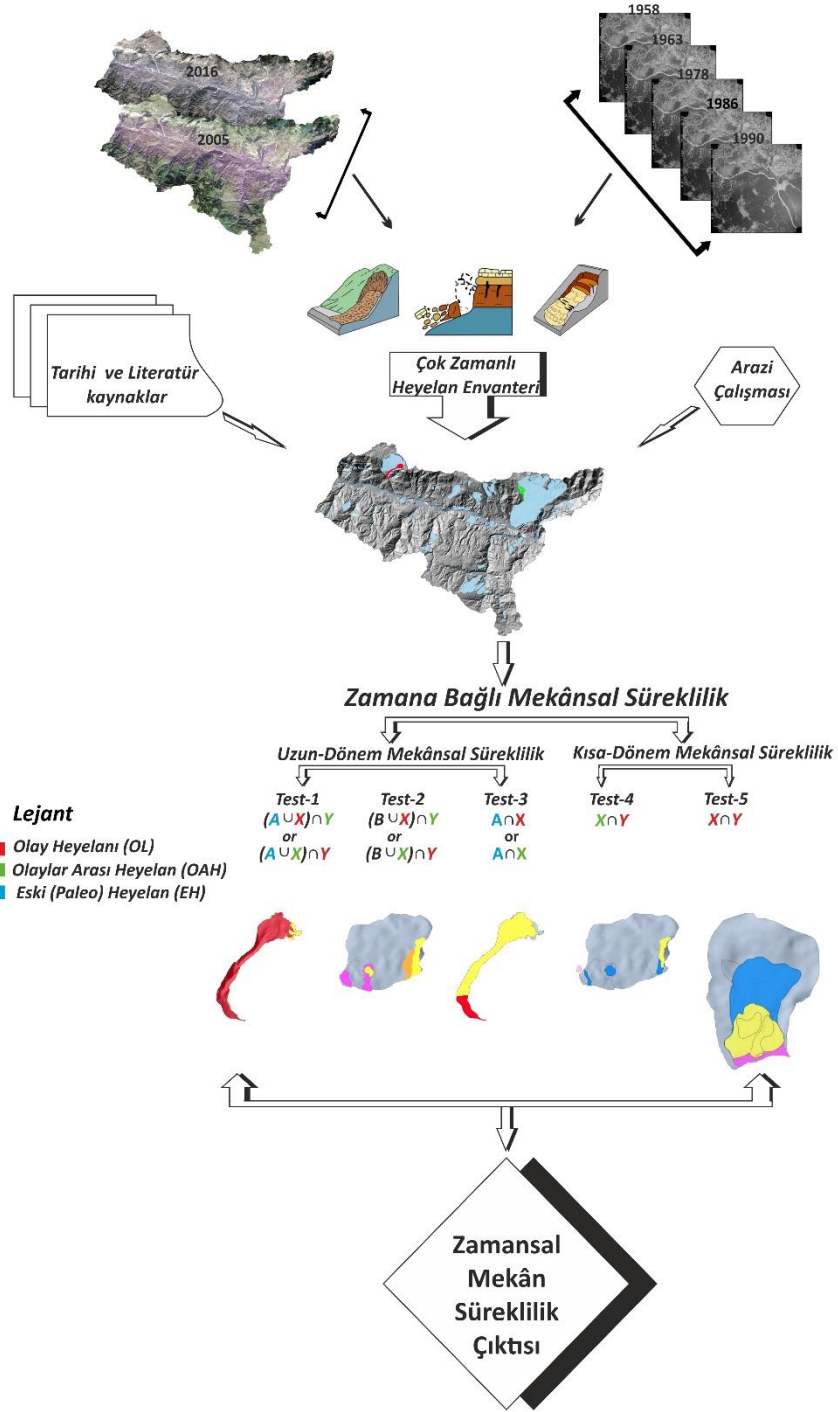 2016
2005
1958
1963
1978
1986
1990
Tarihi ve Literatür
kaynaklar
Çok Zamanlı
Heyelan Envanteri
Arazi
Çalışması
Zamana Bağlı Mekânsal Süreklilik
Uzun-Dönem Mekânsal Süreklilik
Kısa-Dönem Mekânsal Süreklilik
Test-1
(A∪X)∩Y
or
(A∪X)∩Y
Test-2
(B∪X)∩Y
or
(B∪X)∩Y
Test-3
A∩X
or
A∩X
Test-4
X∩Y
Test-5
X∩Y
Lejant
Olay Heyelanı (OL)
Olaylar Arası Heyelan (OAH)
Eski (Paleo) Heyelan (EH)
Zamansal
Mekân
Süreklilik
Çıktısı